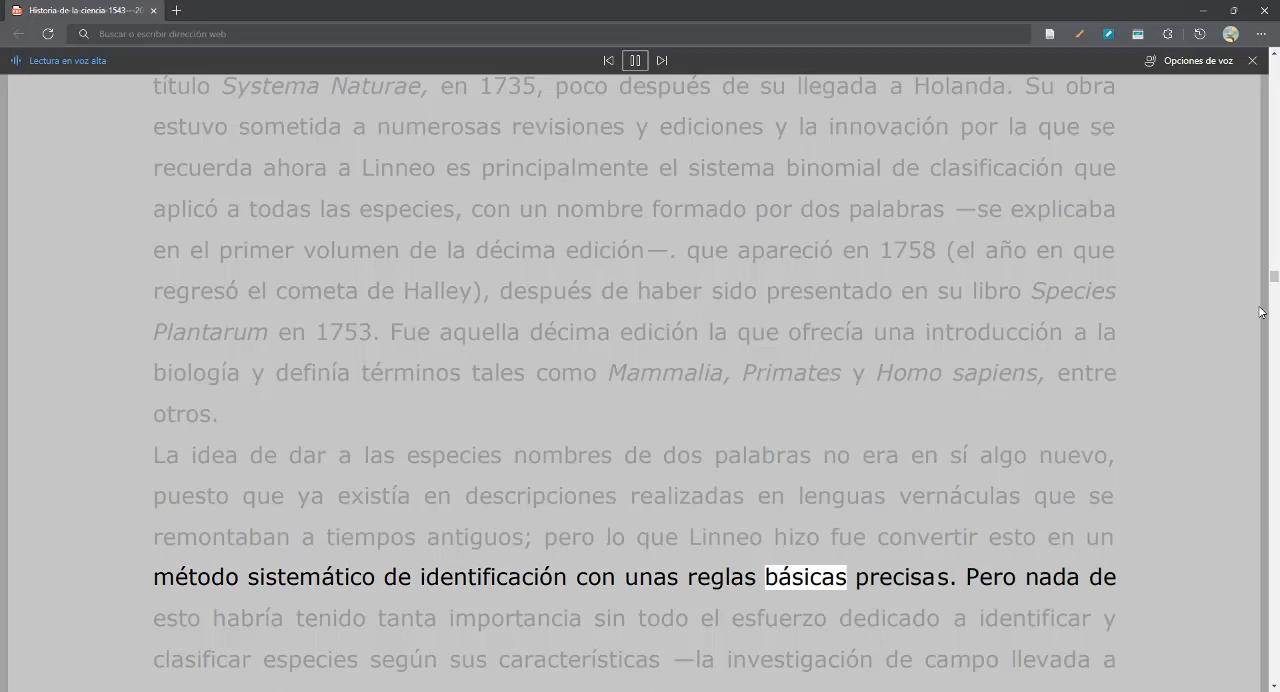 Historia-de-la-ciencia-1543---20
Buscar o escribir dirección web
Lectura en voz alta
Opciones de voz
título Systema Naturae, en 1735, poco después de su llegada a Holanda. Su obra
estuvo sometida a numerosas revisiones y ediciones y la innovación por la que se
recuerda ahora a Linneo es principalmente el sistema binomial de clasificación que
aplicó a todas las especies, con un nombre formado por dos palabras —se explicaba
en el primer volumen de la décima edición—. que apareció en 1758 (el año en que
regresó el cometa de Halley), después de haber sido presentado en su libro Species
Plantarum en 1753. Fue aquella décima edición la que ofrecía una introducción a la
biología y definía términos tales como Mammalia, Primates y Homo sapiens, entre
otros.
La idea de dar a las especies nombres de dos palabras no era en sí algo nuevo,
puesto que ya existía en descripciones realizadas en lenguas vernáculas que se
remontaban a tiempos antiguos; pero lo que Linneo hizo fue convertir esto en un
método sistemático de identificación con unas reglas básicas precisas. Pero nada de
esto habría tenido tanta importancia sin todo el esfuerzo dedicado a identificar y
clasificar especies según sus características —la investigación de campo llevada a